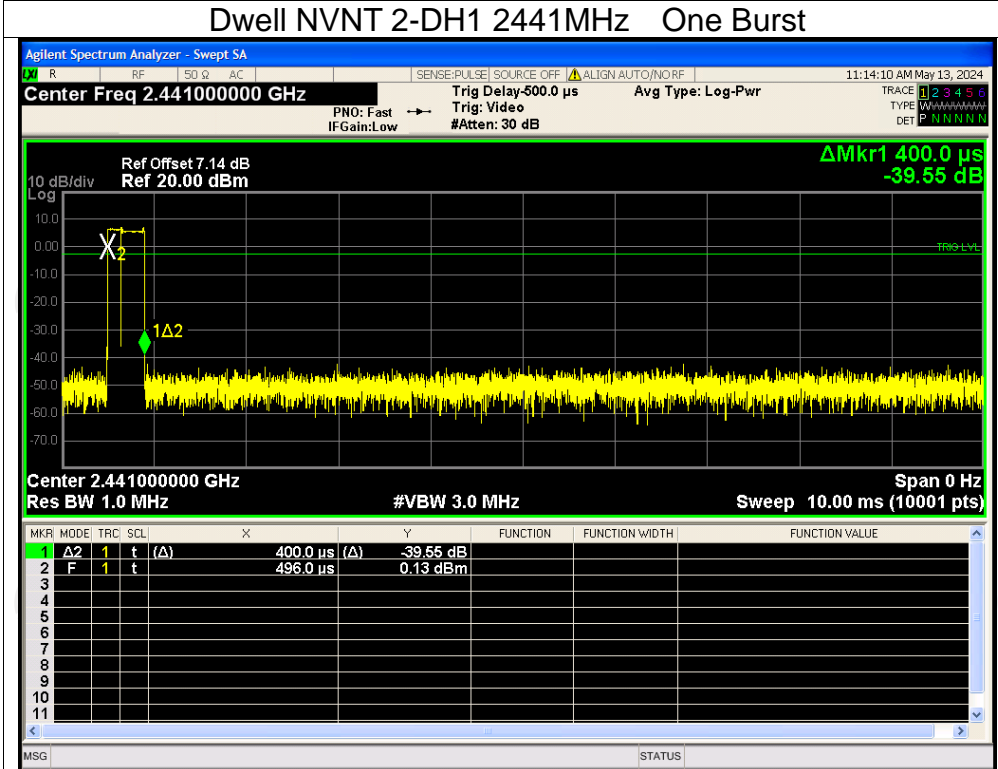 Dwell NVNT 2-DH1 2441MHz One Burst
Agilent Spectrum Analyzer - Swept SA
LXI R RF 50 Ω AC SENSE:PULSE SOURCE OFF ALIGN AUTO/NO RF 11:14:10 AM May 13, 2024
Center Freq 2.441000000 GHz
PNO: Fast
IFGain:Low
Trig Delay-500.0 µs
Trig: Video
#Atten: 30 dB
Avg Type: Log-Pwr
TRACE 1 2 3 4 5 6
TYPE WWWWWW
DET P N N N N N
ΔMkr1 400.0 µs
-39.55 dB
Ref Offset 7.14 dB
10 dB/div Ref 20.00 dBm
Log
10.0
0.00
-10.0
-20.0
-30.0
-40.0
-50.0
-60.0
-70.0
TRIG LVL
2
1Δ2
Center 2.441000000 GHz Span 0 Hz
Res BW 1.0 MHz #VBW 3.0 MHz Sweep 10.00 ms (10001 pts)
MKR MODE TRC SCL X Y FUNCTION FUNCTION WIDTH FUNCTION VALUE
1 Δ2 1 t (Δ) 400.0 µs (Δ) -39.55 dB
2 F 1 t 496.0 µs 0.13 dBm
3
4
5
6
7
8
9
10
11
MSG STATUS